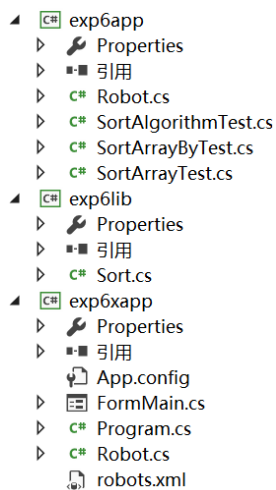 C# exp6app
Properties
引用
C# Robot.cs
C# SortAlgorithmTest.cs
C# SortArrayByTest.cs
C# SortArrayTest.cs
C# exp6lib
Properties
引用
C# Sort.cs
C# exp6xapp
Properties
引用
App.config
FormMain.cs
C# Program.cs
C# Robot.cs
robots.xml